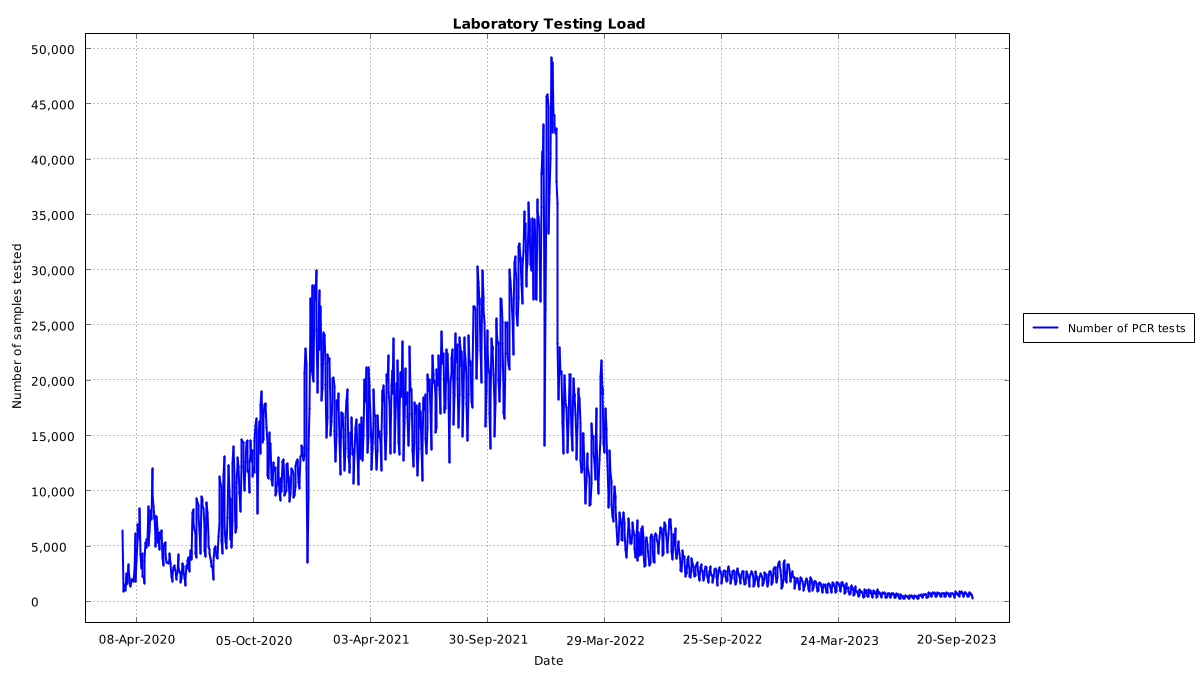 Laboratory Testing Load
50,000
45,000
40,000
35,000
30,000
25,000
20,000
15,000
10,000
5,000
0
Number of samples tested
08-Apr-2020 05-Oct-2020 03-Apr-2021 30-Sep-2021 29-Mar-2022 25-Sep-2022 24-Mar-2023 20-Sep-2023
Date
Number of PCR tests